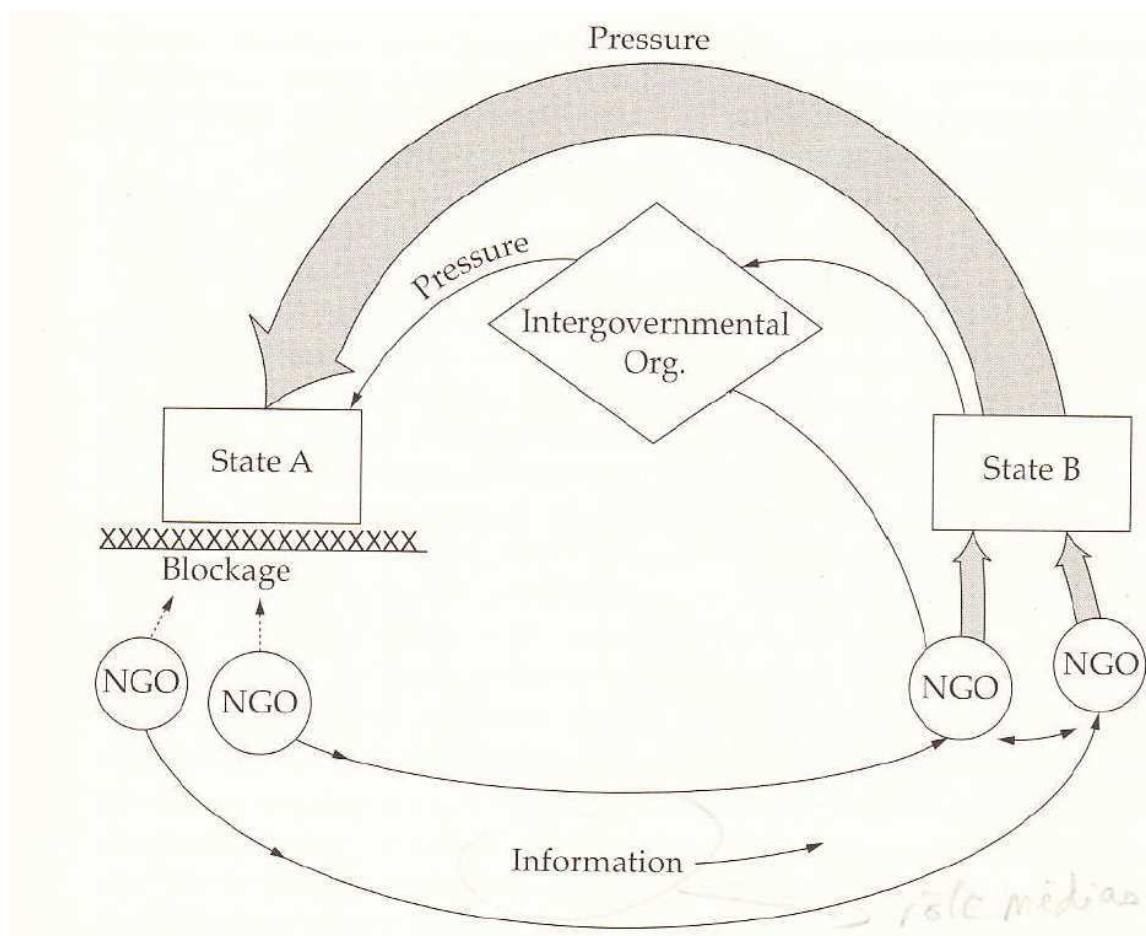 Pressure
Pressure
Intergovernmental
Org.
State A
State B
XXXXXXXXXXXXXXXXXX
Blockage
NGO
NGO
NGO
NGO
Information
rôle médias